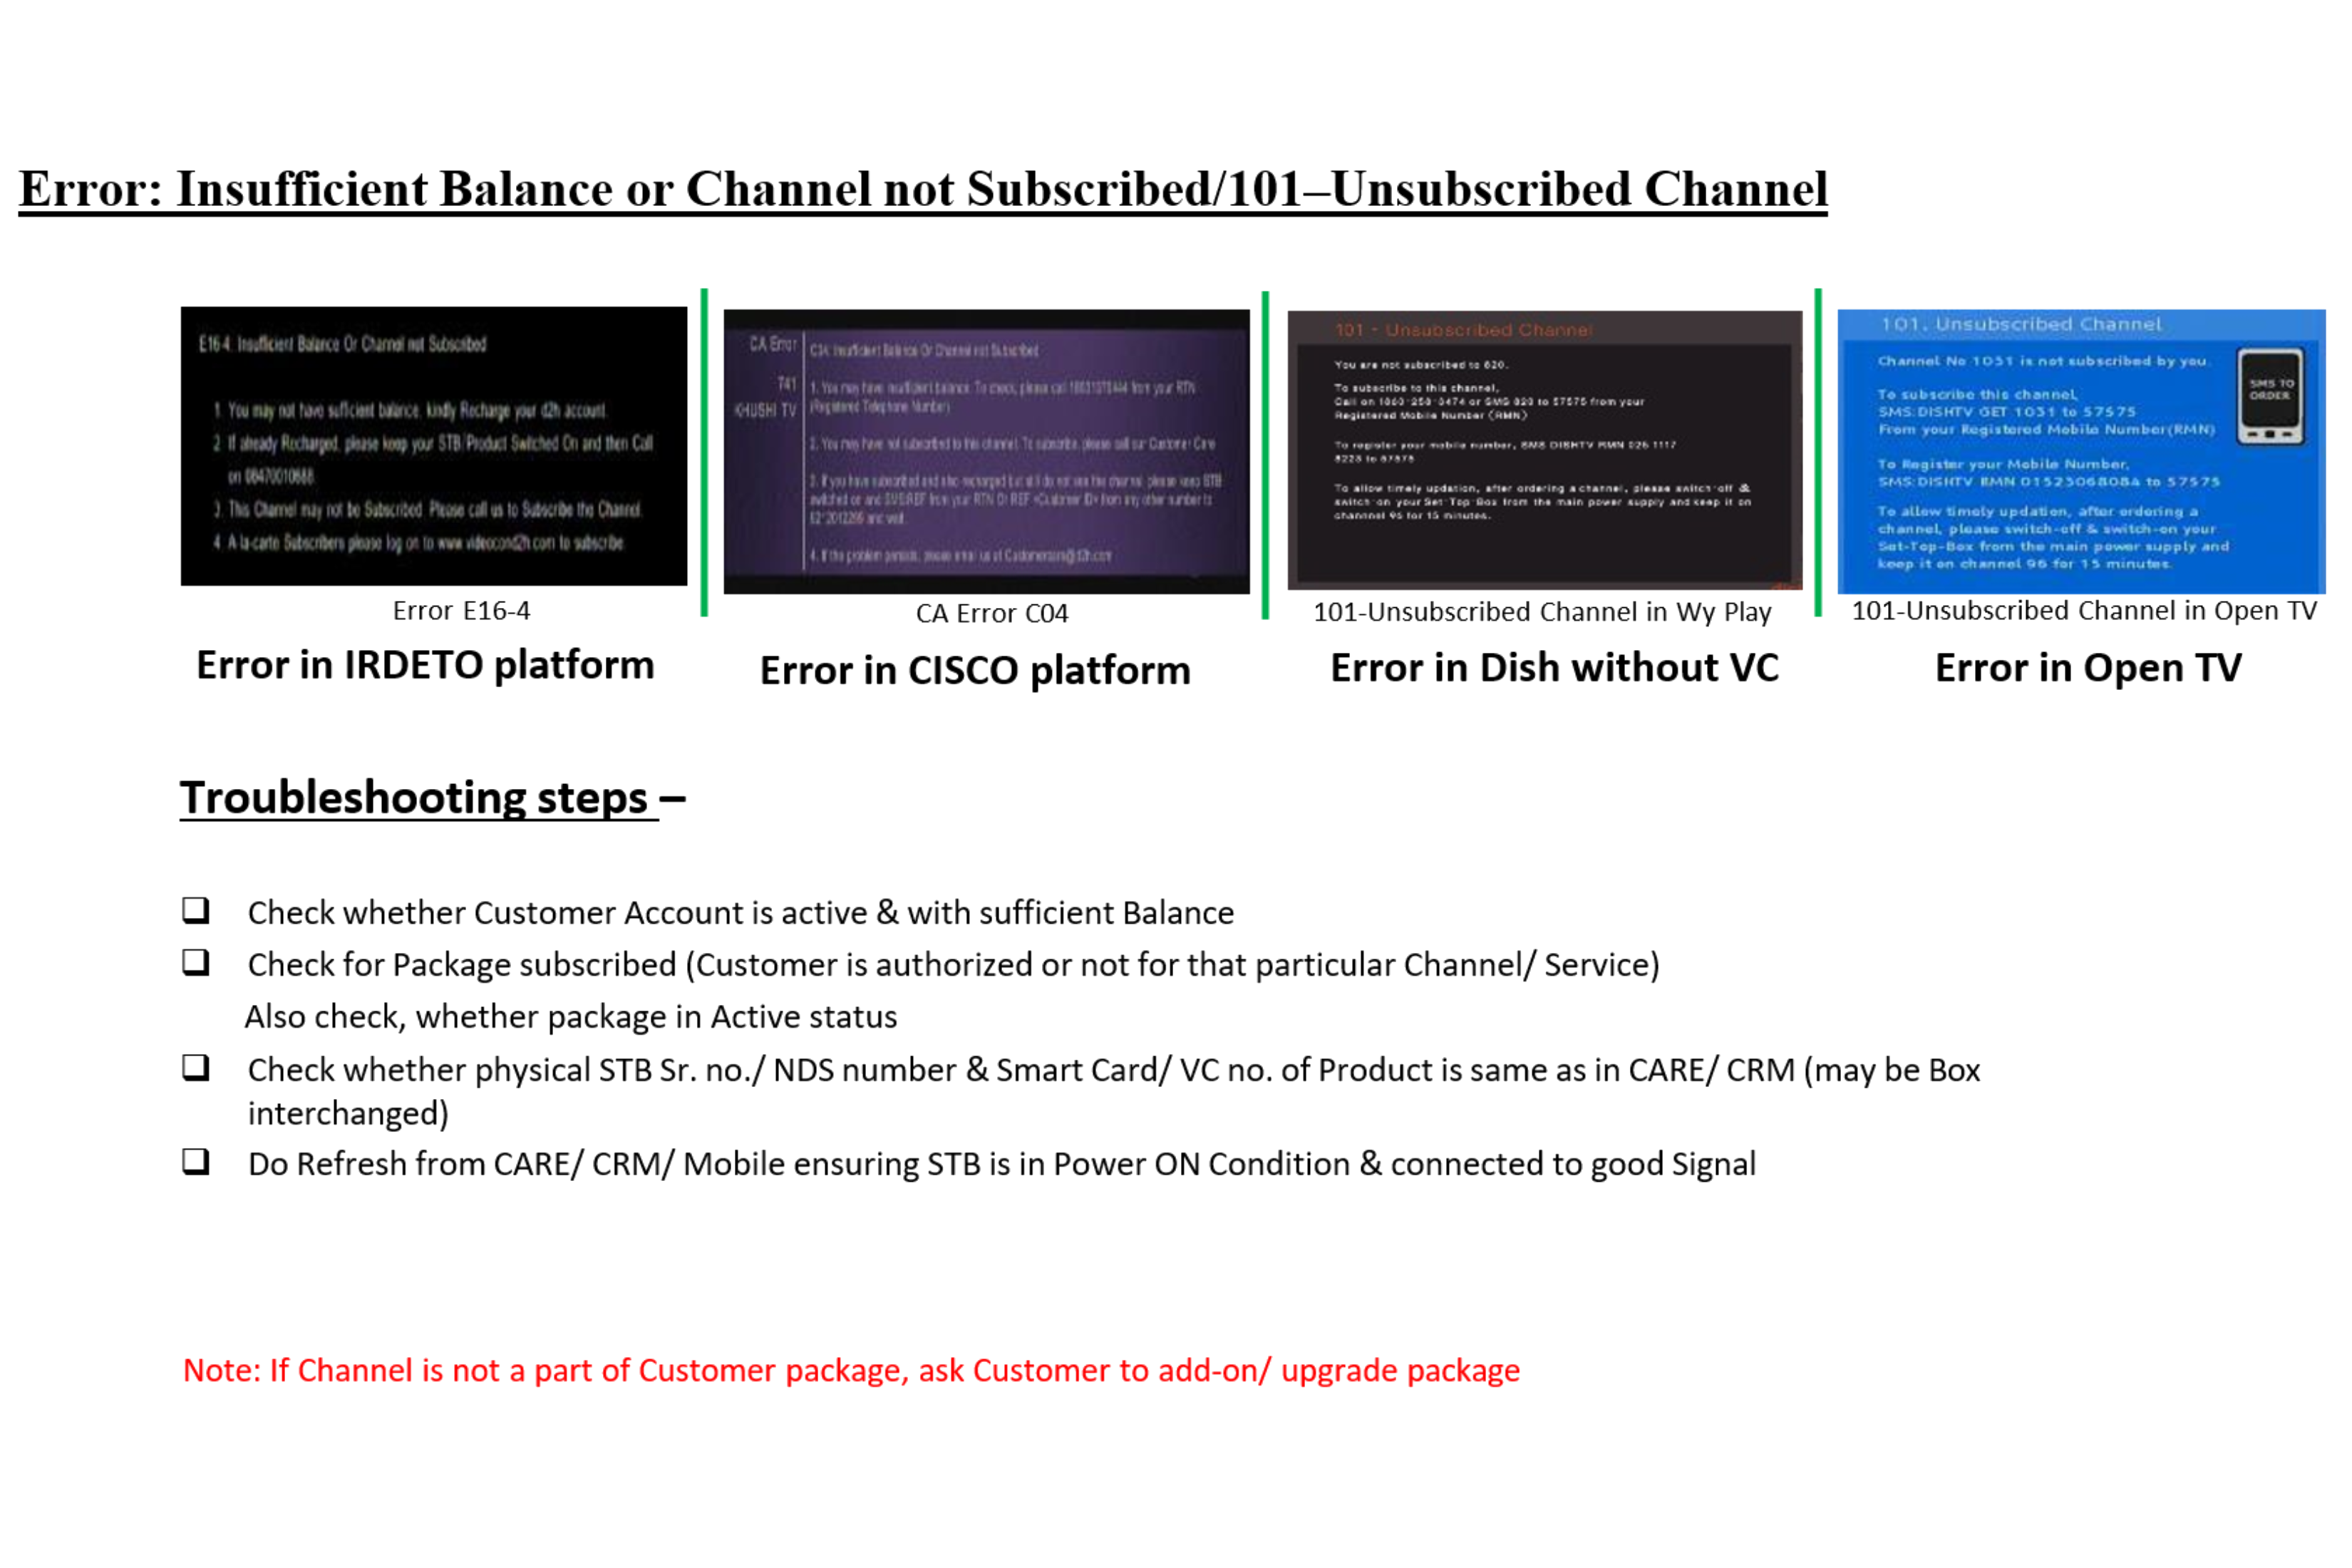 Error: Insufficient Balance or Channel not Subscribed/101–Unsubscribed Channel
E16-4: Insufficient Balance Or Channel not Subscribed
1. You may not have sufficient balance, kindly Recharge your d2h account.
2. If already Recharged, please keep your STB/Product Switched On and then Call
on
3. This Channel may not be Subscribed. Please call us to Subscribe the Channel.
4. A-la-carte Subscribers please log on to www.videocond2h.com to subscribe.
Error E16-4
Error in IRDETO platform
CA Error
741
KHUSHI TV
Insufficient Balance Or Channel not Subscribed
1. You may have insufficient balance. To check, please call from your RTN
(Registered Telephone Number)
2. You may have not subscribed to this channel. To subscribe, please call our Customer Care
3. If you have subscribed and also recharged but still do not see the channel, please keep STB
switched on and from your RTN Or REF <Customer ID> from any other number to
and wait.
4. If the problem persists, please email us at
CA Error C04
Error in CISCO platform
101 - Unsubscribed Channel
You are not subscribed to 820.
To subscribe to this channel,
Call on 1860-258-0474 or SMS 820 to 57575 from your
Registered Mobile Number (RMN)
To register your mobile number, SMS DISHTV RMN 025 1117
8223 to 57575
To allow timely updation, after ordering a channel, please switch-off &
switch-on your Set-Top-Box from the main power supply and keep it on
channnel 96 for 15 minutes.
101-Unsubscribed Channel in Wy Play
Error in Dish without VC
101. Unsubscribed Channel
Channel No 1031 is not subscribed by you.
To subscribe this channel,
SMS:DISHTV GET 1031 to 57575
From your Registered Mobile Number(RMN)
To Register your Mobile Number,
SMS:DISHTV RMN 01523068084 to 57575
To allow timely updation, after ordering a
channel, please switch-off & switch-on your
Set-Top-Box from the main power supply and
keep it on channel 96 for 15 minutes.
SMS TO
ORDER
101-Unsubscribed Channel in Open TV
Error in Open TV
Troubleshooting steps –
Check whether Customer Account is active & with sufficient Balance
Check for Package subscribed (Customer is authorized or not for that particular Channel/ Service)
Also check, whether package in Active status
Check whether physical STB Sr. no./ NDS number & Smart Card/ VC no. of Product is same as in CARE/ CRM (may be Box
interchanged)
Do Refresh from CARE/ CRM/ Mobile ensuring STB is in Power ON Condition & connected to good Signal
Note: If Channel is not a part of Customer package, ask Customer to add-on/ upgrade package